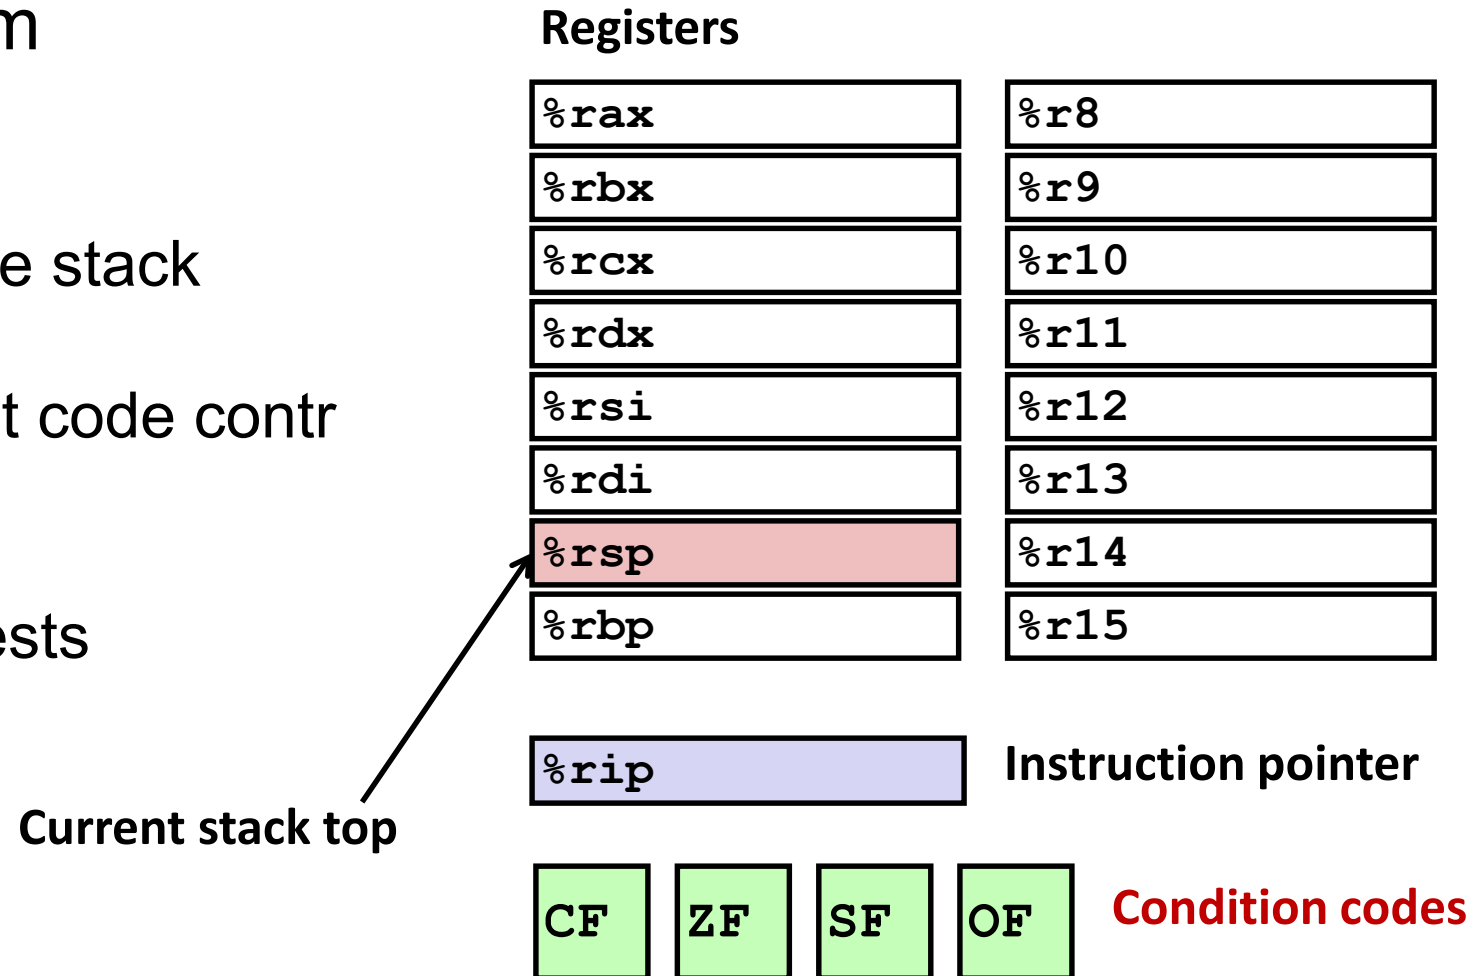 m
e stack
t code contr
ests
Current stack top
Registers
%rax
%rbx
%rcx
%rdx
%rsi
%rdi
%rsp
%rbp
%r8
%r9
%r10
%r11
%r12
%r13
%r14
%r15
%rip
Instruction pointer
CF ZF SF OF
Condition codes